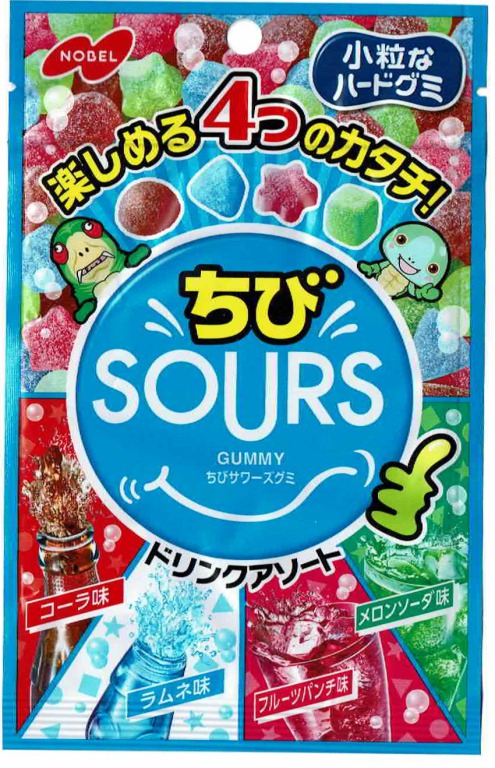 NOBEL
小粒な
ハードグミ
楽しめる4つのカタチ!
ちび
SOURS
GUMMY
ちびサワーズグミ
ドリンクアソート
コーラ味
ラムネ味
フルーツパンチ味
メロンソーダ味